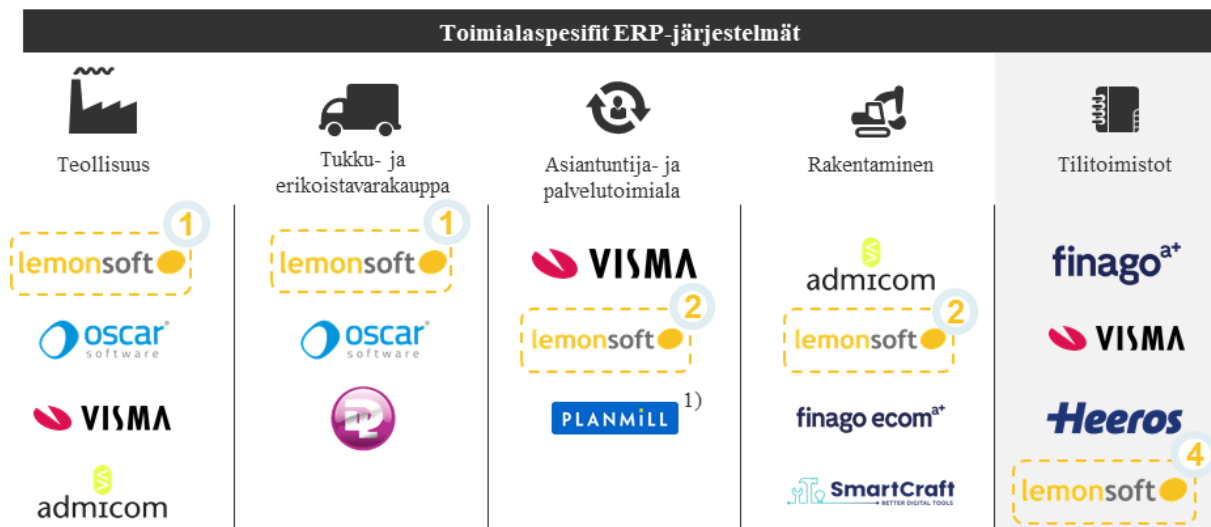 Toimialaspesifit ERP-järjestelmät
Teollisuus
Tukku- ja
erikoistavarakauppa
Asiantuntija- ja
palvelutoimiala
Rakentaminen
Tilitoimistot
1
lemonsoft
oscar
software
VISMA
admicom
1
lemonsoft
oscar
software
VISMA
2
lemonsoft
PLANMILL 1)
admicom
2
lemonsoft
finago ecom a+
SmartCraft
BETTER DIGITAL TOOLS
finago a+
VISMA
Heeros
4
lemonsoft